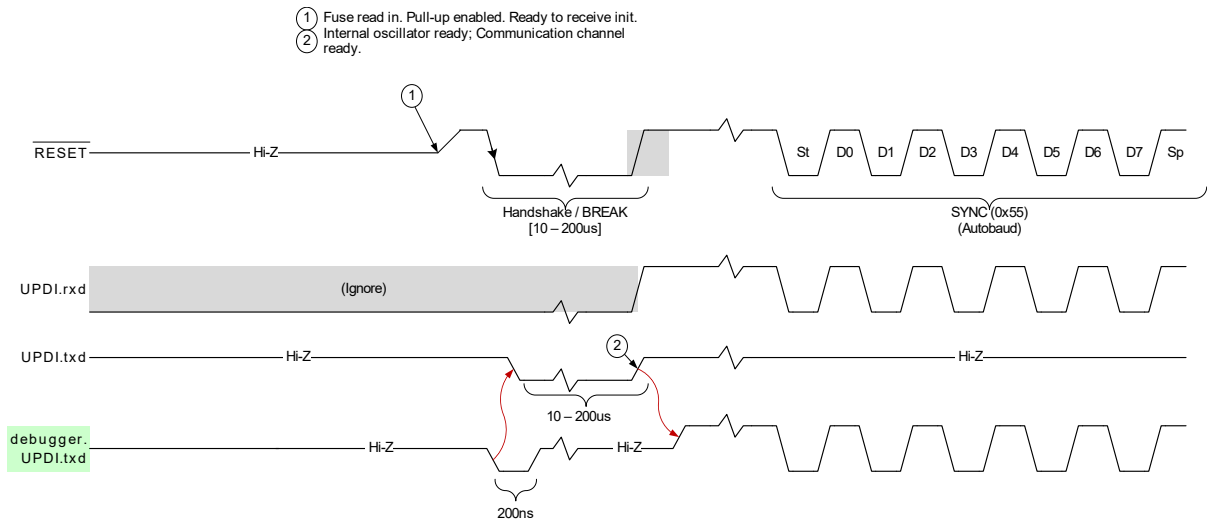 1 Fuse read in. Pull-up enabled. Ready to receive init.
2 Internal oscillator ready; Communication channel
ready.
1
RESET Hi-Z St D0 D1 D2 D3 D4 D5 D6 D7 Sp
Handshake / BREAK
[10 – 200us]
SYNC (0x55)
(Autobaud)
UPDI.rxd (Ignore)
2
UPDI.txd Hi-Z Hi-Z
10 – 200us
debugger.
UPDI.txd Hi-Z Hi-Z
200ns